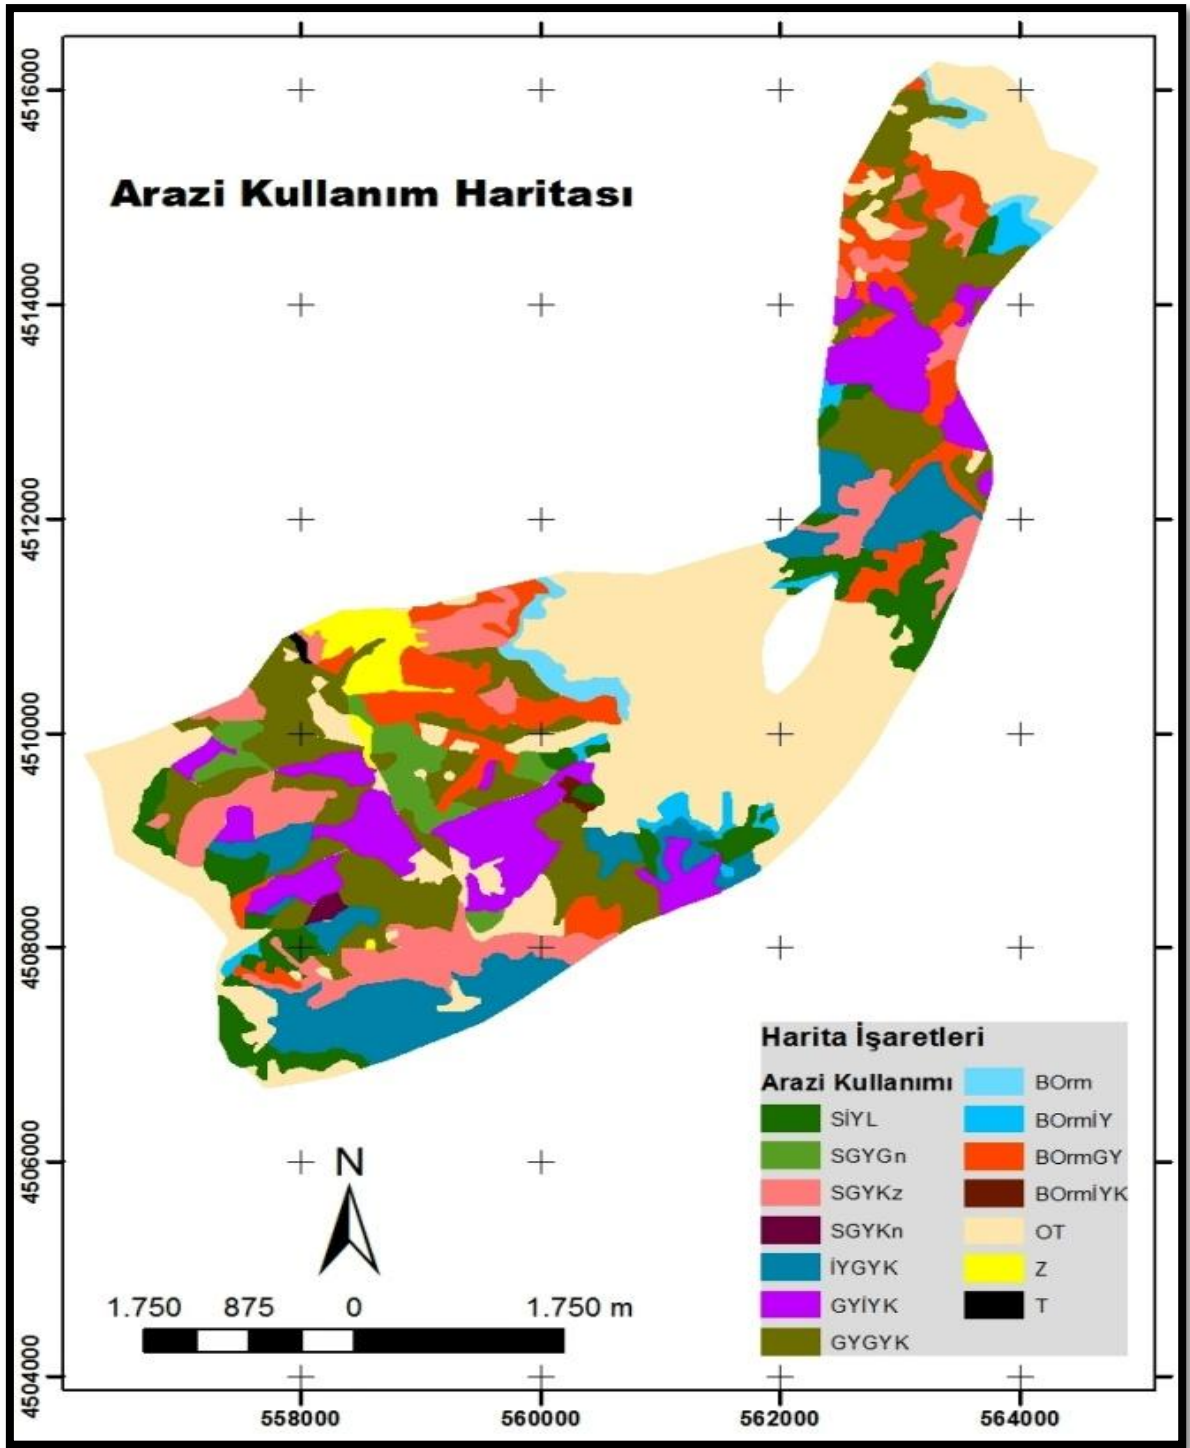 4516000
Arazi Kullanım Haritası
4514000
4512000
4510000
4508000
4506000
4504000
Harita İşaretleri
Arazi Kullanımı
SİYL
SGYGn
SGYKz
SGYKn
İYGYK
GYİYK
GYGYK
BOrm
BOrmİY
BOrmGY
BOrmİYK
OT
Z
T
N
1.750 875 0 1.750 m
558000 560000 562000 564000